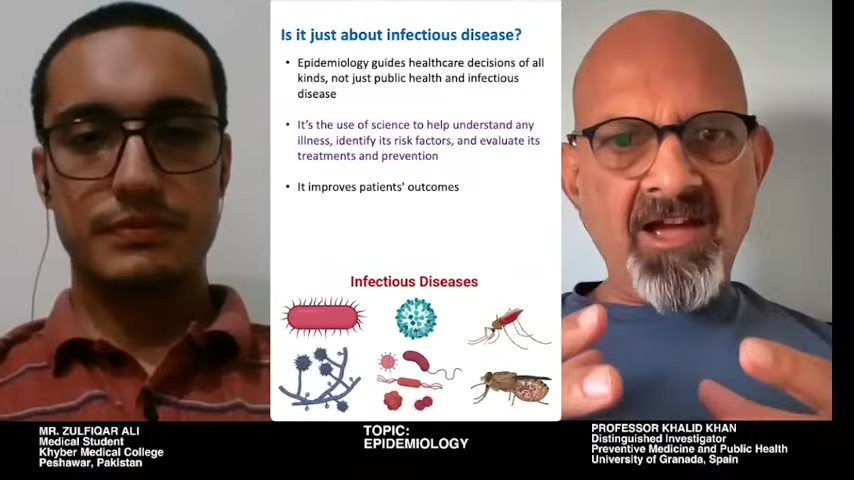 Is it just about infectious disease?
• Epidemiology guides healthcare decisions of all
kinds, not just public health and infectious
disease
• It's the use of science to help understand any
illness, identify its risk factors, and evaluate its
treatments and prevention
• It improves patients' outcomes
Infectious Diseases
MR. ZULFIQAR ALI
Medical Student
Khyber Medical College
Peshawar, Pakistan
TOPIC:
EPIDEMIOLOGY
PROFESSOR KHALID KHAN
Distinguished Investigator
Preventive Medicine and Public Health
University of Granada, Spain